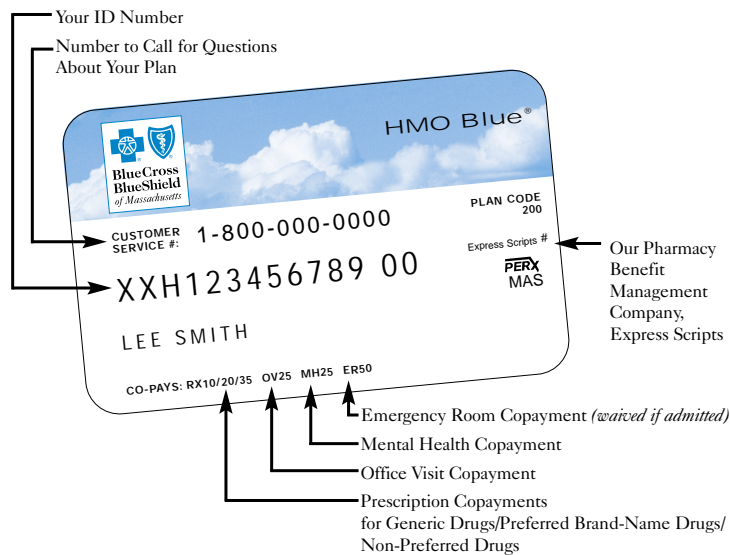 Your ID Number
Number to Call for Questions
About Your Plan
HMO Blue®
BlueCross
BlueShield
of Massachusetts
PLAN CODE
200
CUSTOMER
SERVICE #:
1-800-000-0000
Express Scripts #
PERX
MAS
XXH123456789 00
LEE SMITH
CO-PAYS: RX10/20/35 OV25 MH25 ER50
Our Pharmacy
Benefit
Management
Company,
Express Scripts
Emergency Room Copayment (waived if admitted)
Mental Health Copayment
Office Visit Copayment
Prescription Copayments
for Generic Drugs/Preferred Brand-Name Drugs/
Non-Preferred Drugs